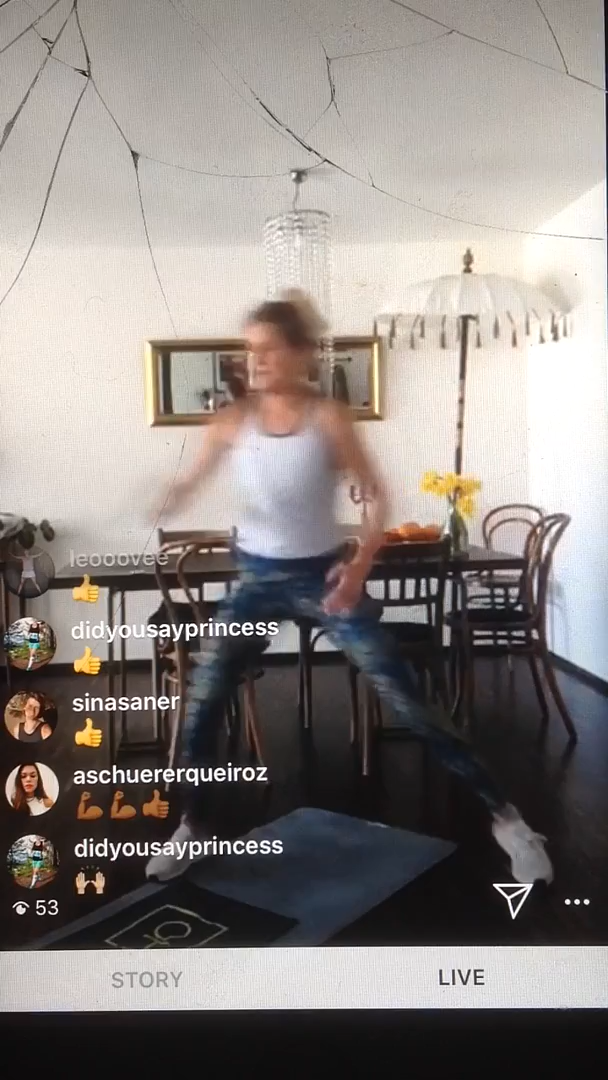 leooovee
👍
didyousayprincess
👍
sinasaner
👍
aschuererqueiroz
💪🏾💪🏾👍🏾
didyousayprincess
🙌🏼
53
STORY
LIVE